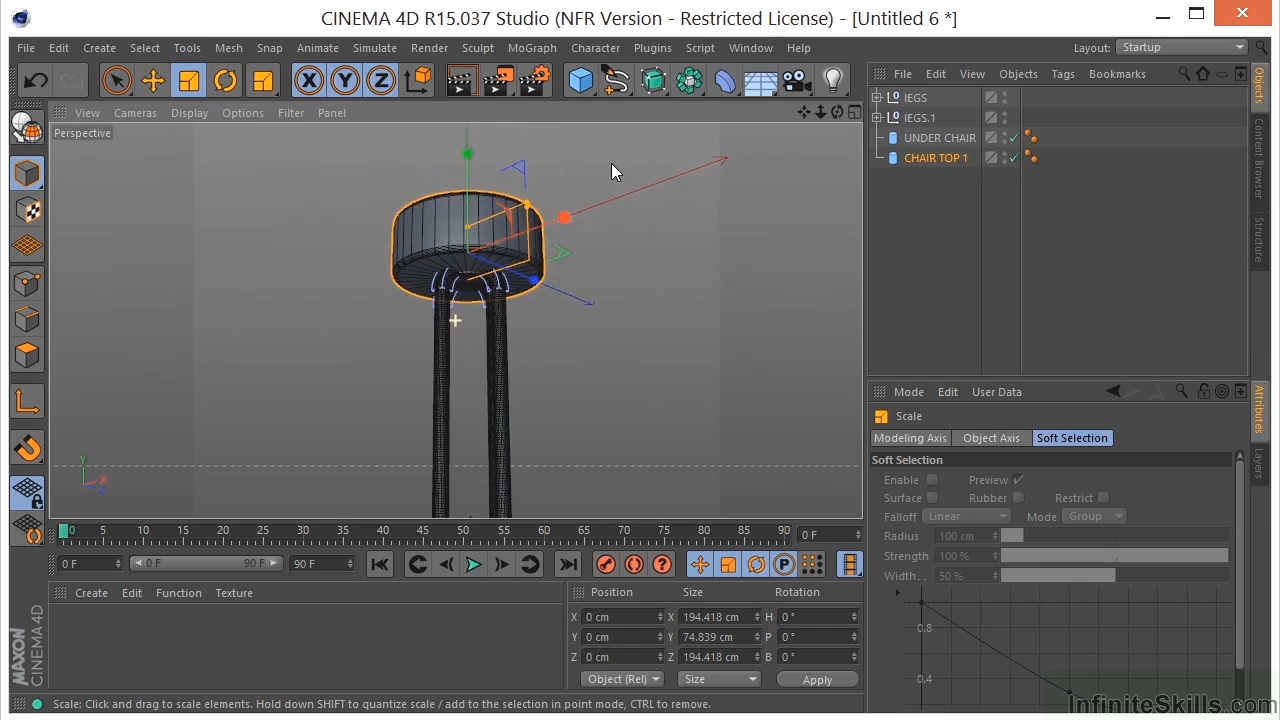 CINEMA 4D R15.037 Studio (NFR Version - Restricted License) - [Untitled 6 *]
File Edit Create Select Tools Mesh Snap Animate Simulate Render Sculpt MoGraph Character Plugins Script Window Help Layout: Startup
X Y Z
File Edit View Objects Tags Bookmarks
View Cameras Display Options Filter Panel
Perspective
IEGS
IEGS.1
UNDER CHAIR
CHAIR TOP 1
Objects
Content Browser
Structure
Mode Edit User Data
Scale
Modeling Axis Object Axis Soft Selection
Soft Selection
Enable Preview
Surface Rubber Restrict
Falloff Linear Mode Group
Radius 100 cm
Strength 100 %
Width.. 50 %
0.8
0.4
Attributes
Layers
Y
X
Z
0 5 10 15 20 25 30 35 40 45 50 55 60 65 70 75 80 85 90 0 F
0 F 0 F 90 F 90 F
Create Edit Function Texture
Position Size Rotation
X 0 cm X 194.418 cm H 0 °
Y 0 cm Y 74.839 cm P 0 °
Z 0 cm Z 194.418 cm B 0 °
Object (Rel) Size Apply
MAXON
CINEMA 4D
Scale: Click and drag to scale elements. Hold down SHIFT to quantize scale / add to the selection in point mode, CTRL to remove.
InfiniteSkills.com